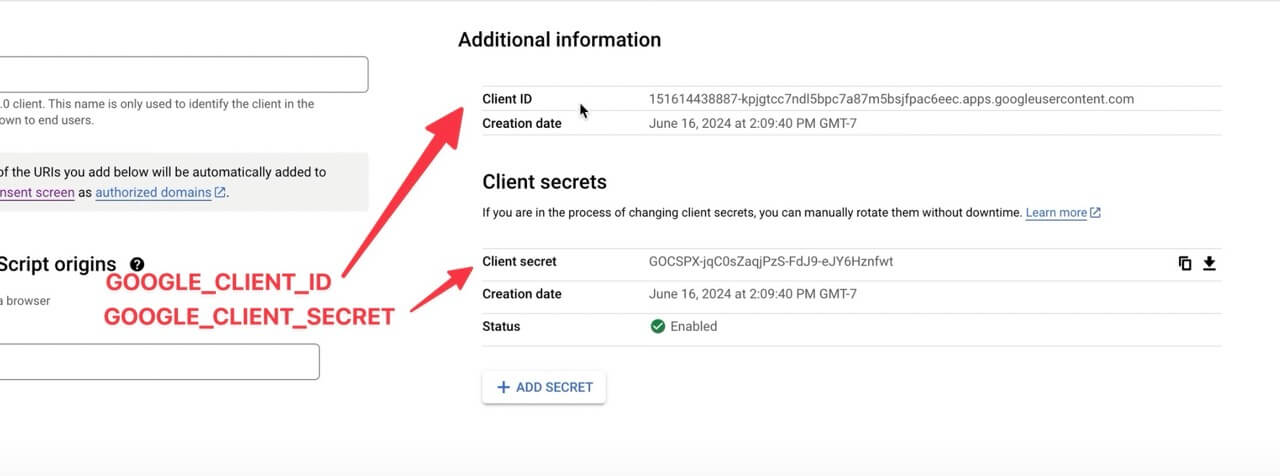 .0 client. This name is only used to identify the client in the
own to end users.
of the URIs you add below will be automatically added to
nsent screen as authorized domains.
Script origins
a browser
GOOGLE_CLIENT_ID
GOOGLE_CLIENT_SECRET
Additional information
Client ID 151614438887-kpjgtcc7ndl5bpc7a87m5bsjfpac6eec.apps.googleusercontent.com
Creation date June 16, 2024 at 2:09:40 PM GMT-7
Client secrets
If you are in the process of changing client secrets, you can manually rotate them without downtime. Learn more
Client secret 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
Creation date June 16, 2024 at 2:09:40 PM GMT-7
Status Enabled
+ ADD SECRET